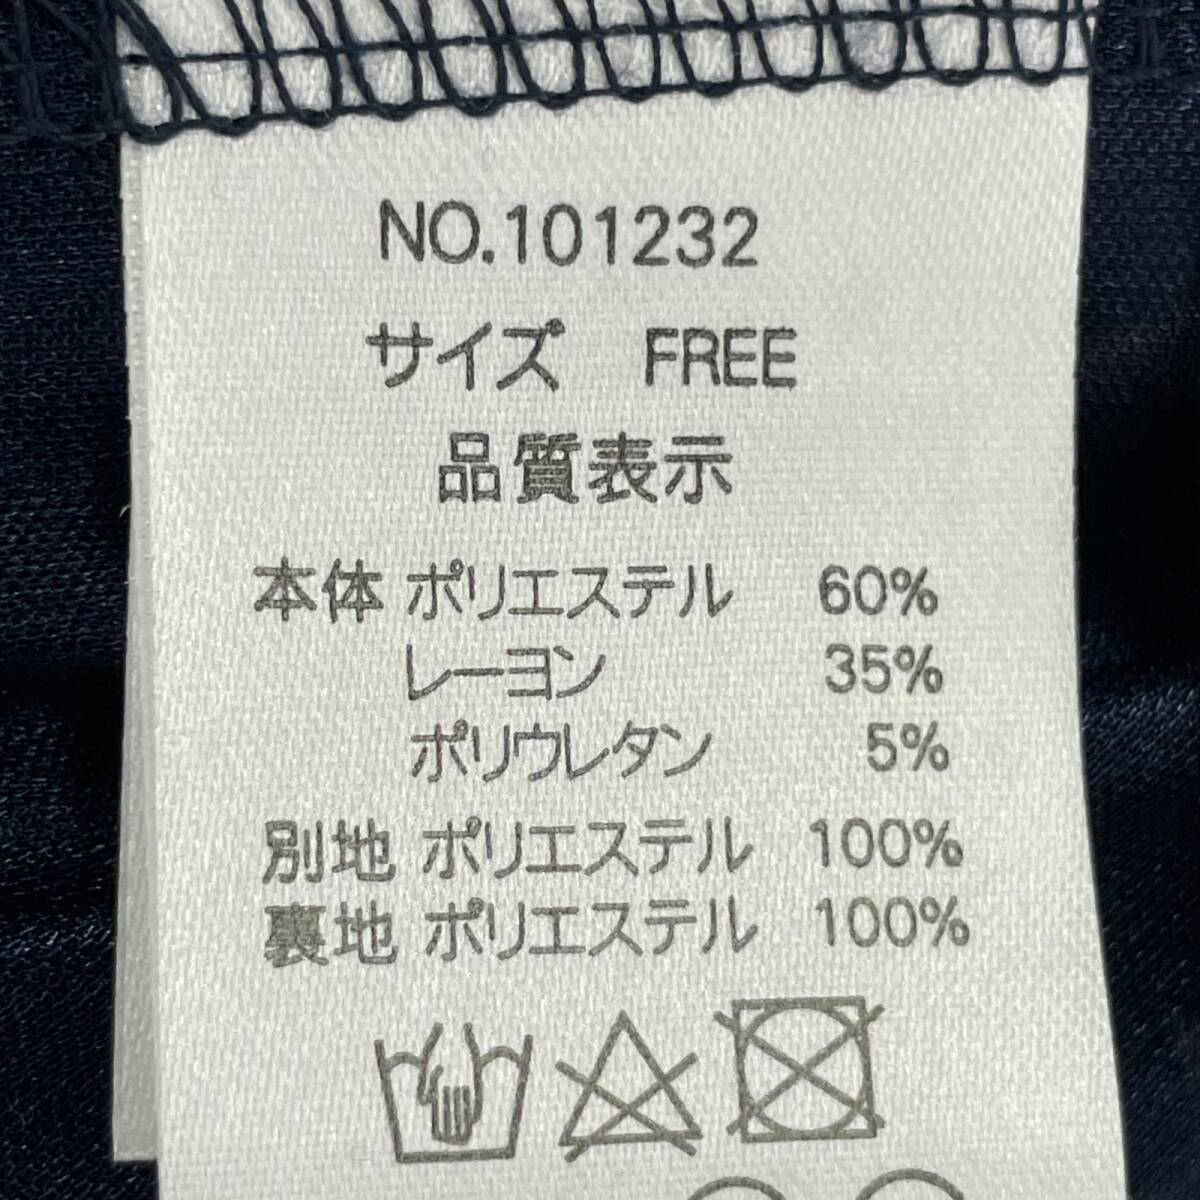 NO.101232
サイズ　FREE
品質表示
本体 ポリエステル 60%
レーヨン 35%
ポリウレタン 5%
別地 ポリエステル 100%
裏地 ポリエステル 100%